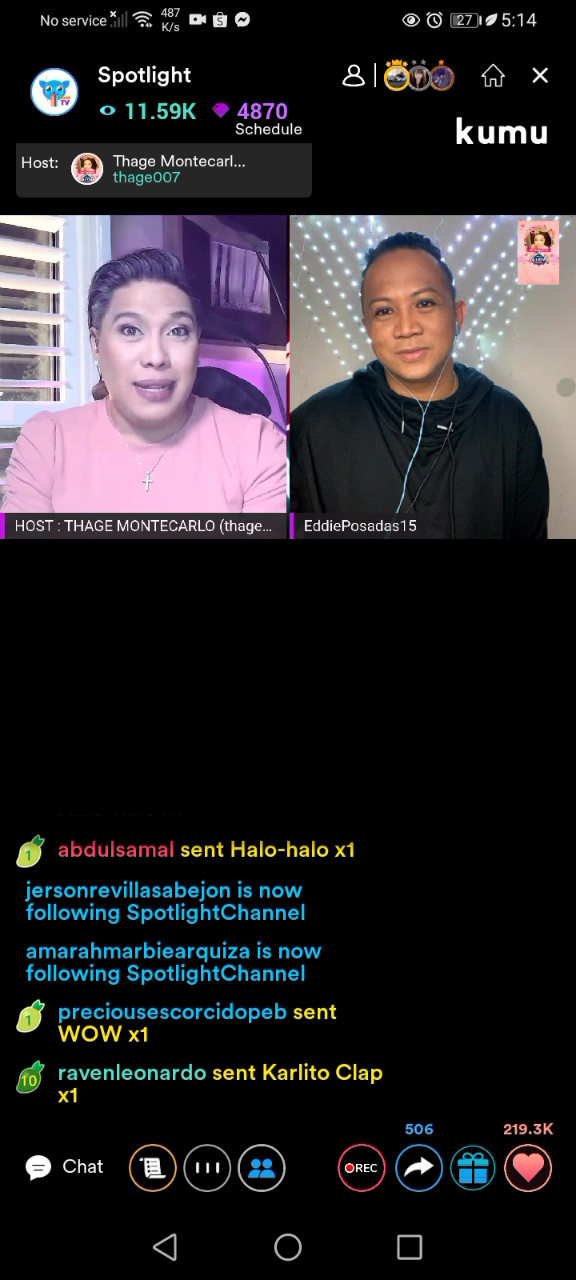 No service
487
K/s
27
5:14
Spotlight
11.59K
4870
Schedule
kumu
Host:
Thage Montecarl...
thage007
HOST : THAGE MONTECARLO (thage...
EddiePosadas15
1
abdulsamal sent Halo-halo x1
jersonrevillasabejon is now
following SpotlightChannel
amarahmarbiearquiza is now
following SpotlightChannel
1
preciousescorcidopeb sent
WOW x1
10
ravenleonardo sent Karlito Clap
x1
506
219.3K
Chat
REC